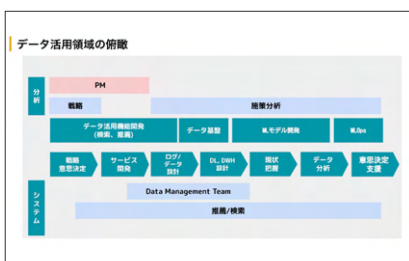 データ活用領域の俯瞰
分析
PM
戦略
施策分析
データ活用機能開発
(検索、推薦)
データ基盤
MLモデル開発
MLOps
戦略
意思決定
サービス
開発
ログ/
データ
設計
DL, DWH
設計
現状
把握
データ
分析
意思決定
支援
システム
Data Management Team
推薦/検索